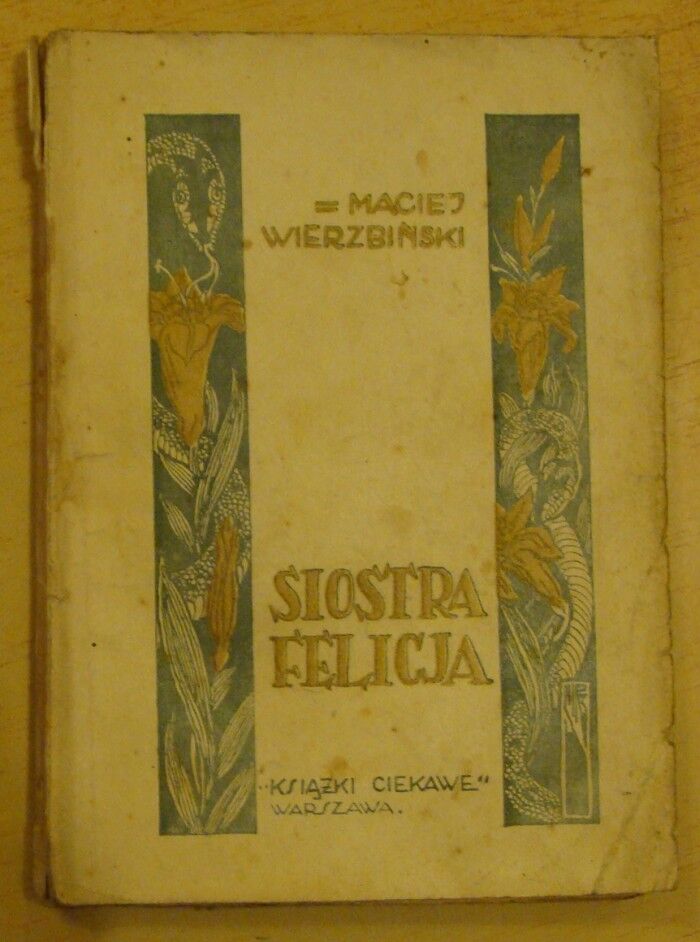 = MACIEJ
WIERZBIŃSKI
SIOSTRA
FELICJA
"KSIĄŻKI CIEKAWE"
WARSZAWA.